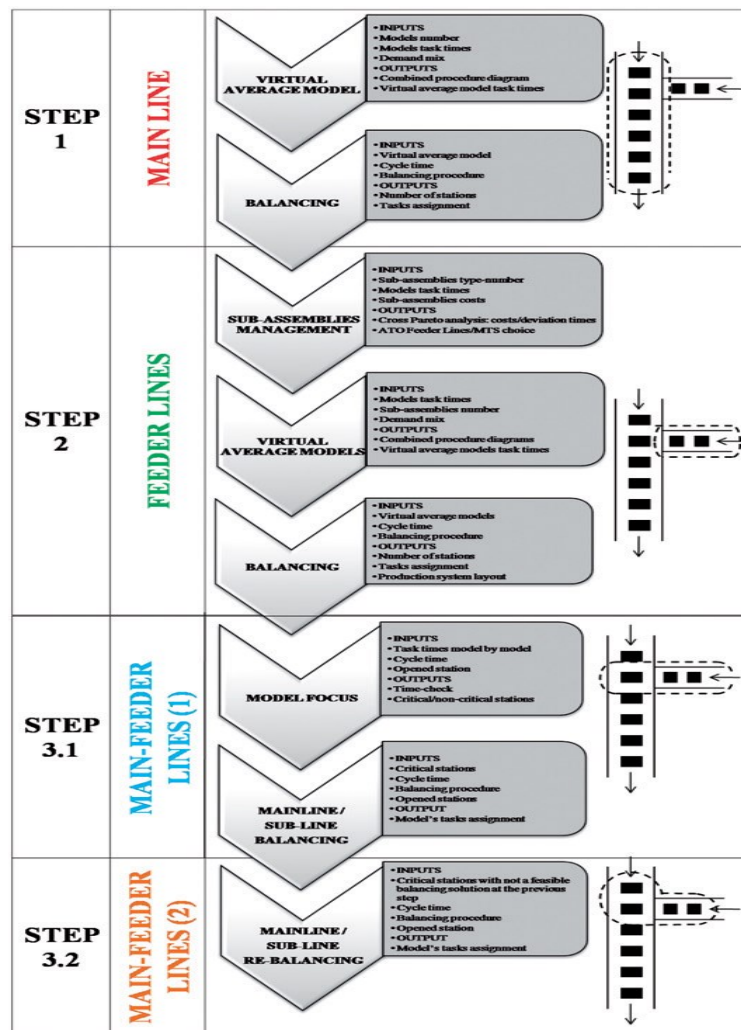 STEP
1
MAIN LINE
VIRTUAL
AVERAGE MODEL
•INPUTS
•Models number
•Models task times
•Demand mix
•OUTPUTS
•Combined procedure diagram
•Virtual average model task times
BALANCING
•INPUTS
•Virtual average model
•Cycle time
•Balancing procedure
•OUTPUTS
•Number of stations
•Tasks assignment
STEP
2
FEEDER LINES
SUB-ASSEMBLIES
MANAGEMENT
•INPUTS
•Sub-assemblies type-number
•Models task times
•Sub-assemblies costs
•OUTPUTS
•Cross Pareto analysis: costs/deviation times
•ATO Feeder Lines/MTS choice
VIRTUAL
AVERAGE MODELS
•INPUTS
•Models task times
•Sub-assemblies number
•Demand mix
•OUTPUTS
•Combined procedure diagrams
•Virtual average models task times
BALANCING
•INPUTS
•Virtual average models
•Cycle time
•Balancing procedure
•OUTPUTS
•Number of stations
•Tasks assignment
•Production system layout
STEP
3.1
MAIN-FEEDER
LINES (1)
MODEL FOCUS
•INPUTS
•Task times model by model
•Cycle time
•Opened station
•OUTPUTS
•Time-check
•Critical/non-critical stations
MAINLINE /
SUB-LINE
BALANCING
•INPUTS
•Critical stations
•Cycle time
•Balancing procedure
•Opened stations
•OUTPUT
•Model's tasks assignment
STEP
3.2
MAIN-FEEDER
LINES (2)
MAINLINE /
SUB-LINE
RE-BALANCING
•INPUTS
•Critical stations with not a feasible
balancing solution at the previous
step
•Cycle time
•Balancing procedure
•Opened station
•OUTPUT
•Model's tasks assignment